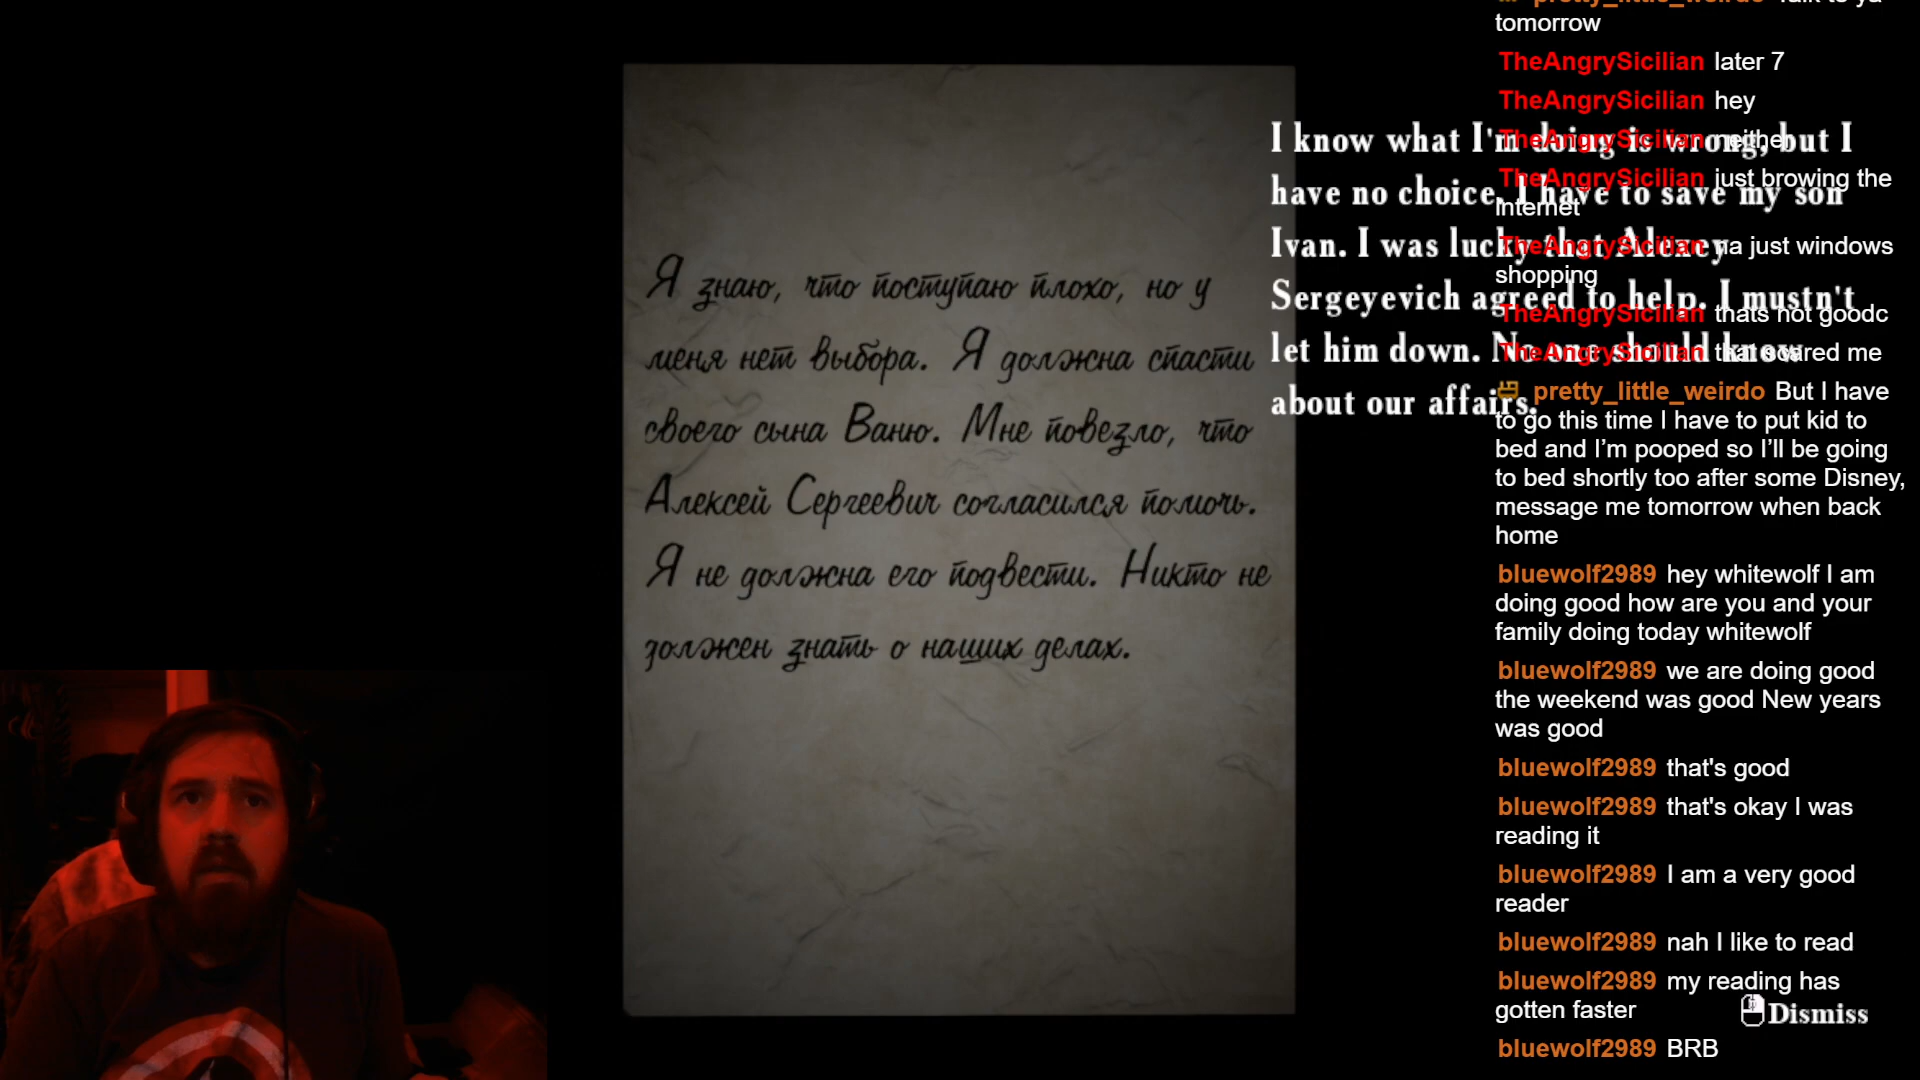 Я знаю, что поступаю плохо, но у
меня нет выбора. Я должна спасти
своего сына Ваню. Мне повезло, что
Алексей Сергеевич согласился помочь.
Я не должна его подвести. Никто не
должен знать о наших делах.
I know what I'm doing is wrong, but I
have no choice. I have to save my son
Ivan. I was lucky that Alexey
Sergeyevich agreed to help. I mustn't
let him down. No one should know
about our affairs.
pretty_little_weirdo Talk to ya
tomorrow
TheAngrySicilian later 7
TheAngrySicilian hey
TheAngrySicilian neither
TheAngrySicilian just browing the
internet
TheAngrySicilian ya just windows
shopping
TheAngrySicilian thats not goodc
TheAngrySicilian that scared me
pretty_little_weirdo But I have
to go this time I have to put kid to
bed and I'm pooped so I'll be going
to bed shortly too after some Disney,
message me tomorrow when back
home
bluewolf2989 hey whitewolf I am
doing good how are you and your
family doing today whitewolf
bluewolf2989 we are doing good
the weekend was good New years
was good
bluewolf2989 that's good
bluewolf2989 that's okay I was
reading it
bluewolf2989 I am a very good
reader
bluewolf2989 nah I like to read
bluewolf2989 my reading has
gotten faster
Dismiss
bluewolf2989 BRB